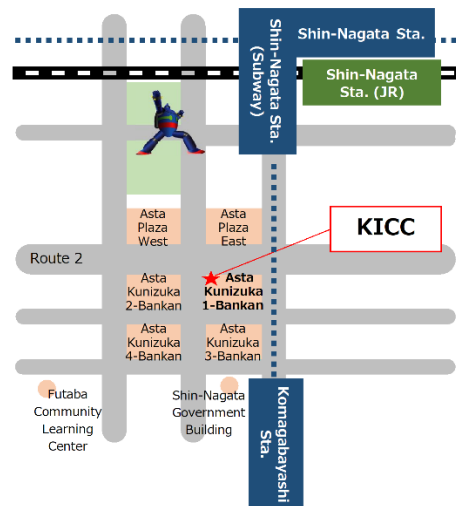 Shin-Nagata Sta.
Shin-Nagata
Sta. (JR)
Shin-Nagata Sta.
(Subway)
Asta
Plaza
West
Asta
Plaza
East
KICC
Route 2
Asta
Kunizuka
2-Bankan
Asta
Kunizuka
1-Bankan
Asta
Kunizuka
4-Bankan
Asta
Kunizuka
3-Bankan
Futaba
Community
Learning
Center
Shin-Nagata
Government
Building
Komagabayashi
Sta.